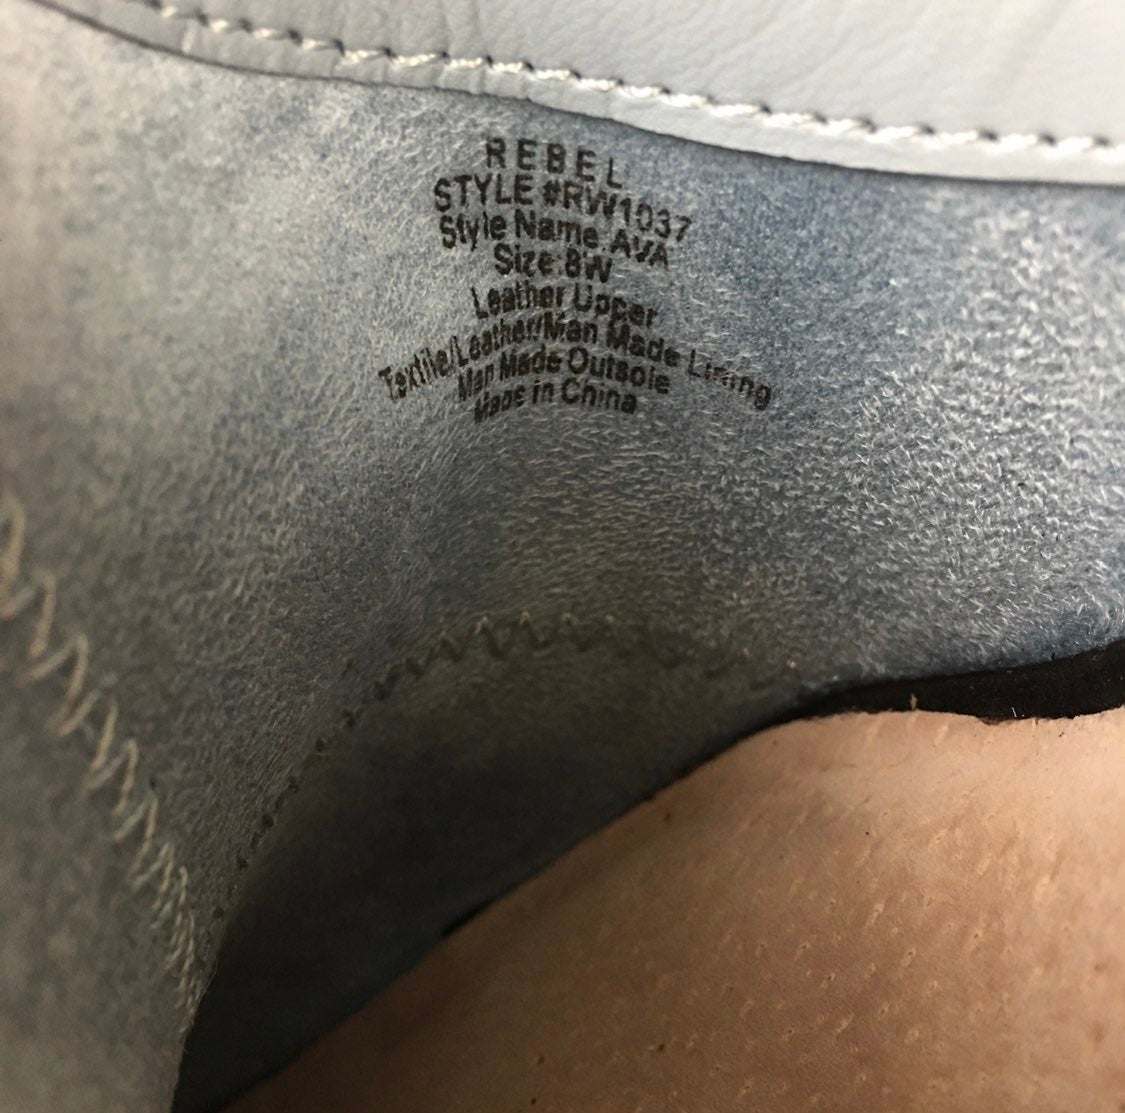 REBEL
STYLE #RW1037
Style Name: AVA
Size: 8W
Leather Upper
Textile/Leather/Man Made Lining
Man Made Outsole
Made in China